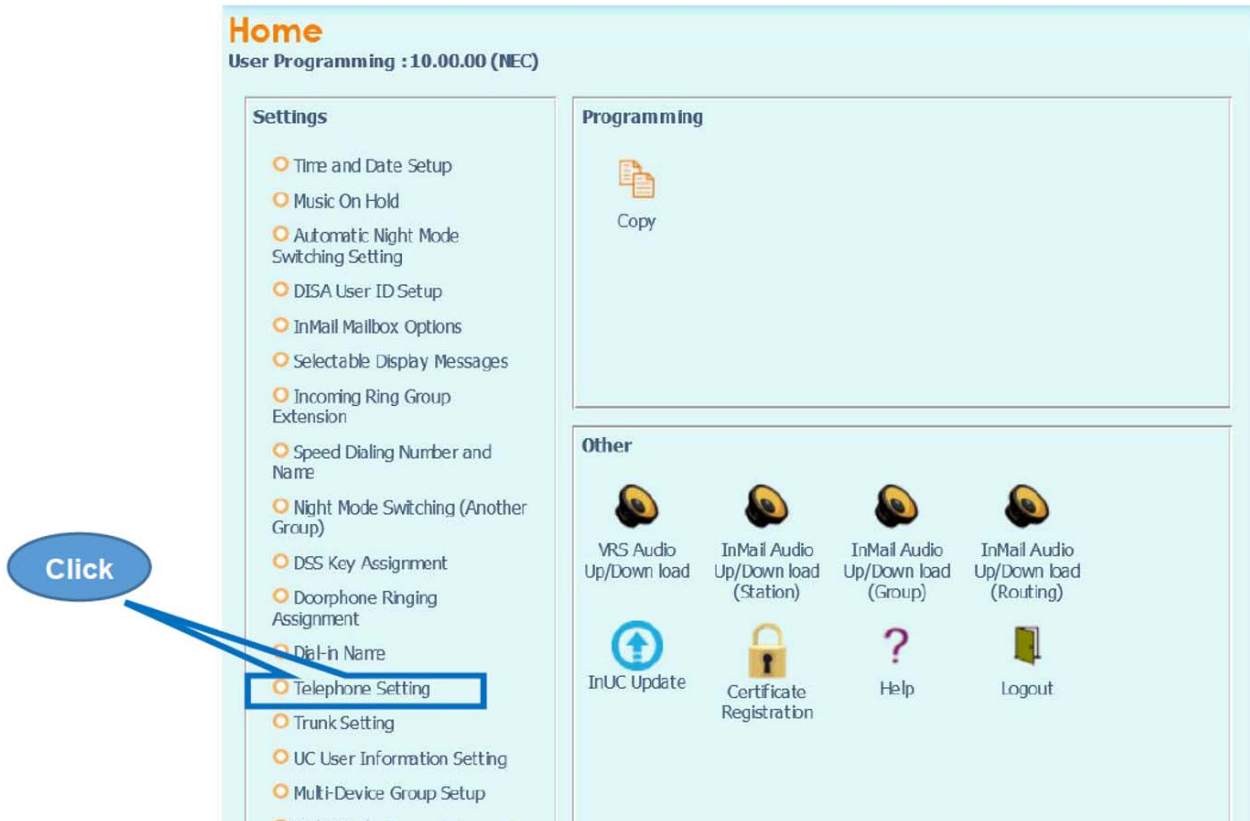 Home
User Programming : 10.00.00 (NEC)
Settings
Time and Date Setup
Music On Hold
Automatic Night Mode
Switching Setting
DISA User ID Setup
InMail Mailbox Options
Selectable Display Messages
Incoming Ring Group
Extension
Speed Dialing Number and
Name
Night Mode Switching (Another
Group)
DSS Key Assignment
Doorphone Ringing
Assignment
Dial-in Name
Telephone Setting
Trunk Setting
UC User Information Setting
Multi-Device Group Setup
Click
Programming
Copy
Other
VRS Audio
Up/Down load
InMail Audio
Up/Down load
(Station)
InMail Audio
Up/Down load
(Group)
InMail Audio
Up/Down load
(Routing)
InUC Update
Certificate
Registration
Help
Logout